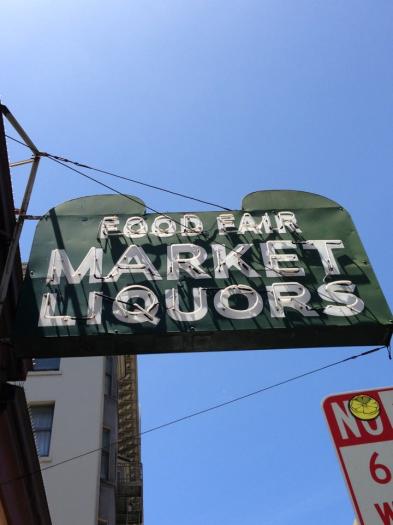 FOOD FAIR
MARKET
LIQUORS
NO
6